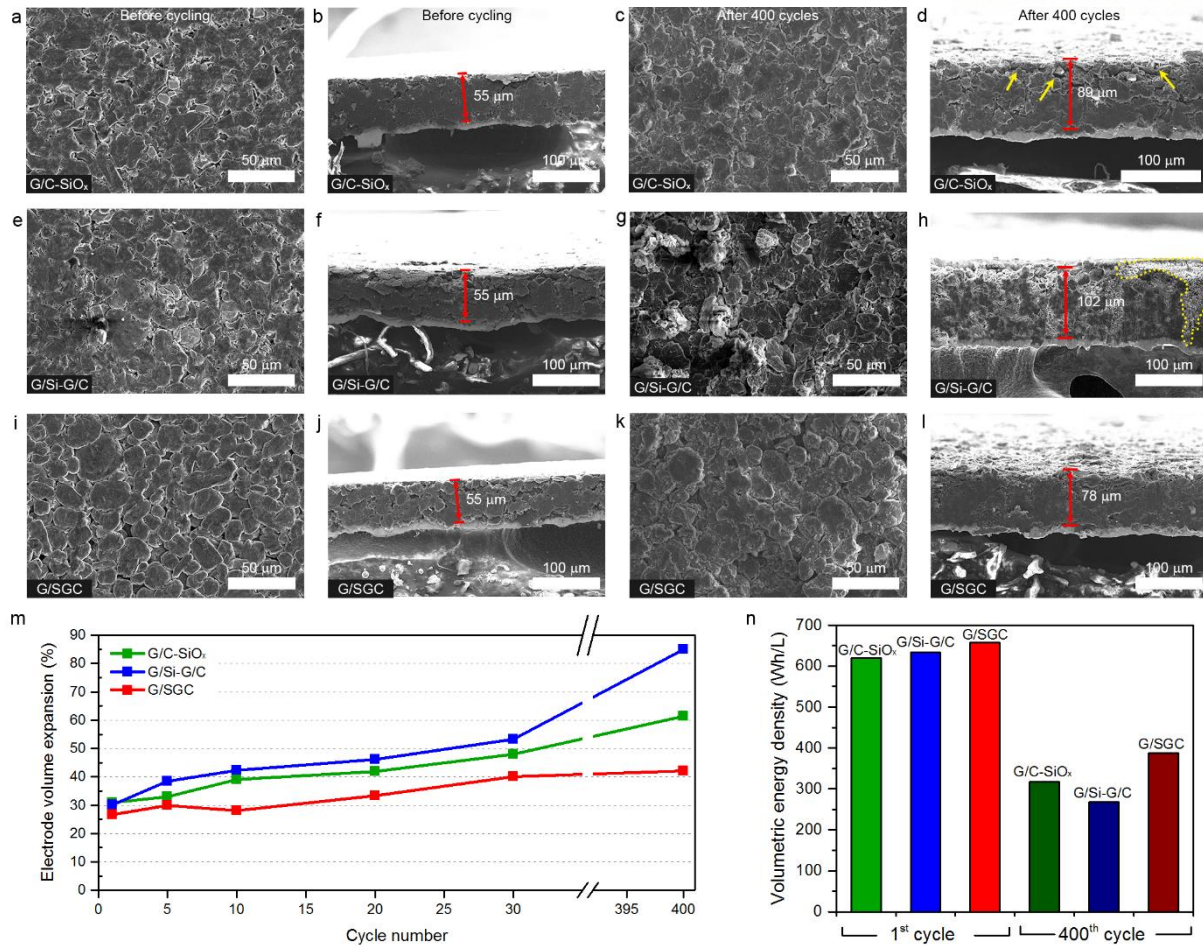 a Before cycling
50 μm
G/C-SiOₓ
b Before cycling
55 μm
100 μm
G/C-SiOₓ
c After 400 cycles
50 μm
G/C-SiOₓ
d After 400 cycles
89 μm
100 μm
G/C-SiOₓ
e
50 μm
G/Si-G/C
f
55 μm
100 μm
G/Si-G/C
g
50 μm
G/Si-G/C
h
102 μm
100 μm
G/Si-G/C
i
50 μm
G/SGC
j
55 μm
100 μm
G/SGC
k
50 μm
G/SGC
l
78 μm
100 μm
G/SGC
m
Electrode volume expansion (%)
90
80
70
60
50
40
30
20
10
0
G/C-SiOₓ
G/Si-G/C
G/SGC
0 5 10 20 30 395 400
Cycle number
n
Volumetric energy density (Wh/L)
700
600
500
400
300
200
100
0
G/C-SiOₓ
G/Si-G/C
G/SGC
G/C-SiOₓ
G/Si-G/C
G/SGC
1ˢᵗ cycle
400ᵗʰ cycle